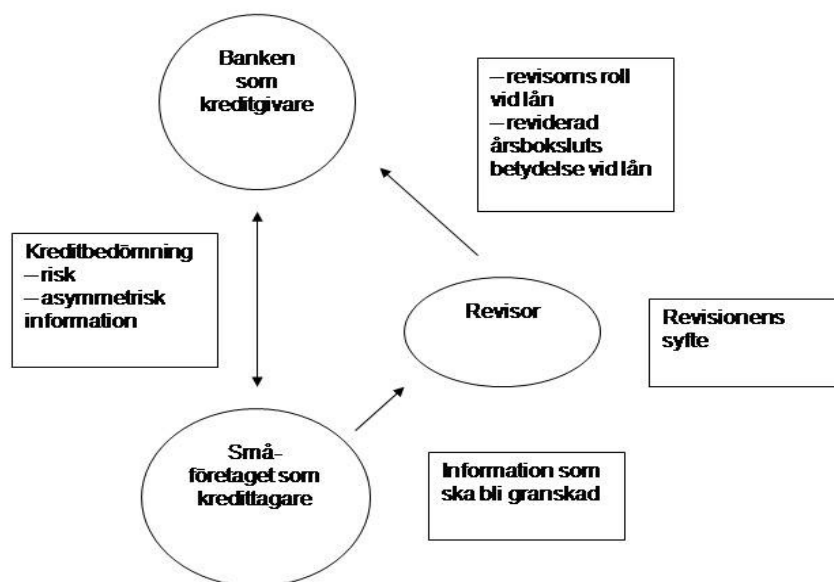 Banken
som
kreditgivare
–revisorns roll
vid lån
–reviderad
årsboksluts
betydelse vid lån
Kreditbedömning
–risk
–asymmetrisk
information
Revisor
Revisionens
syfte
Små-
företaget som
kredittagare
Information som
ska bli granskad